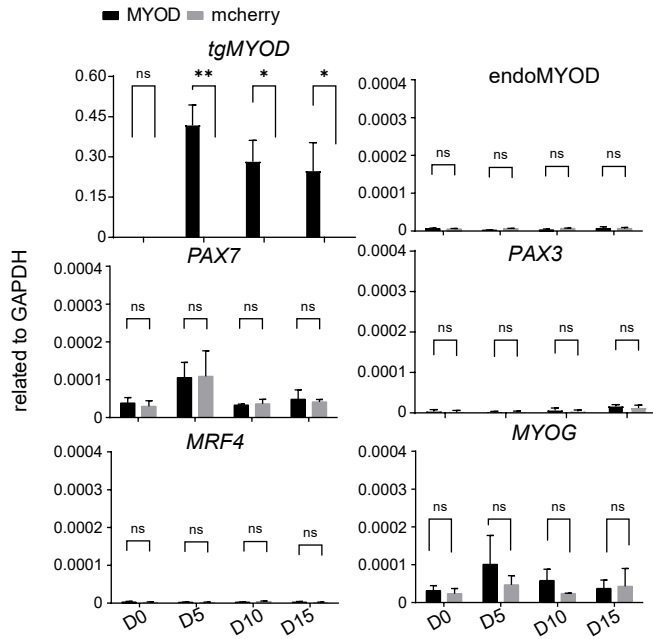 MYOD mcherry
tgMYOD
0.60
0.45
0.30
0.15
0
ns ** * *
endoMYOD
0.0004
0.0003
0.0002
0.0001
0
ns ns ns ns
related to GAPDH
PAX7
0.0004
0.0003
0.0002
0.0001
0
ns ns ns ns
PAX3
0.0004
0.0003
0.0002
0.0001
0
ns ns ns ns
MRF4
0.0004
0.0003
0.0002
0.0001
0
ns ns ns ns
D0 D5 D10 D15
MYOG
0.0004
0.0003
0.0002
0.0001
0
ns ns ns ns
D0 D5 D10 D15